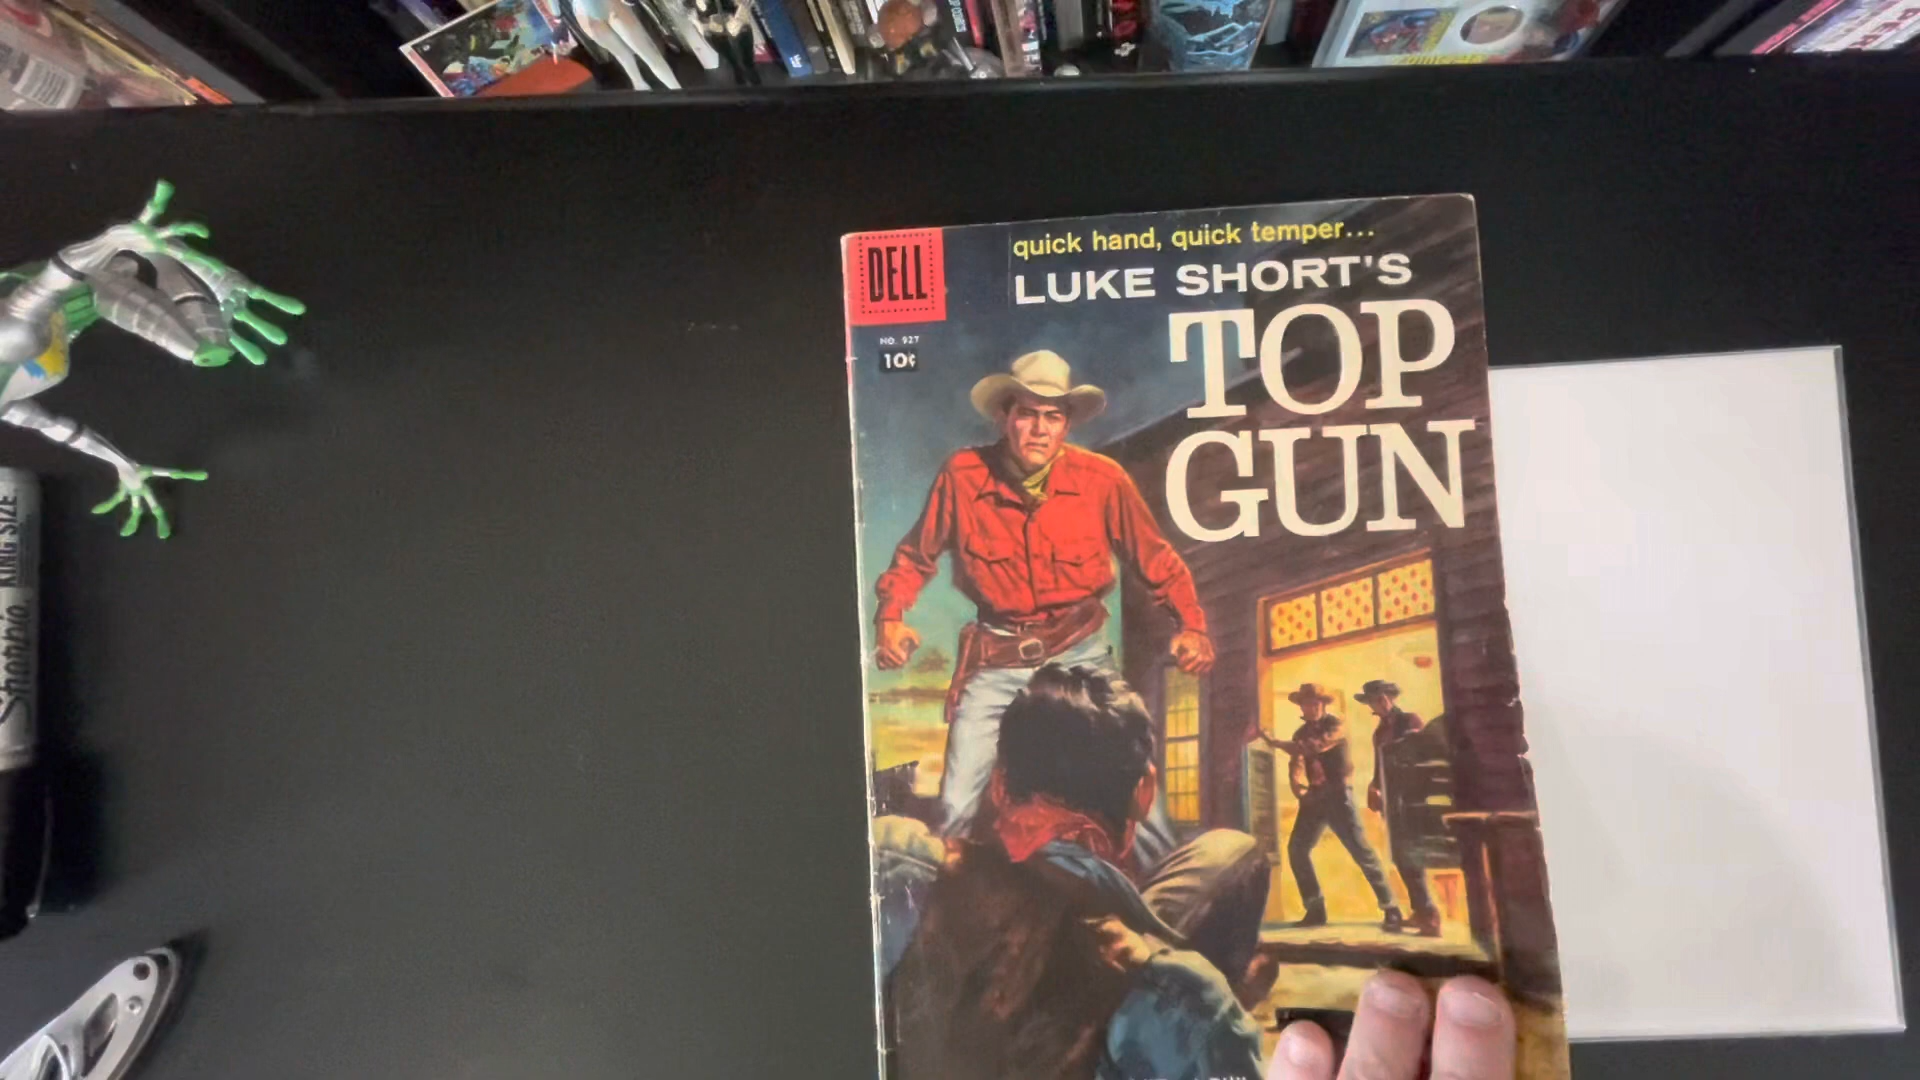 DELL
NO. 927
10¢
quick hand, quick temper...
LUKE SHORT'S
TOP
GUN
Sharpie
KING SIZE